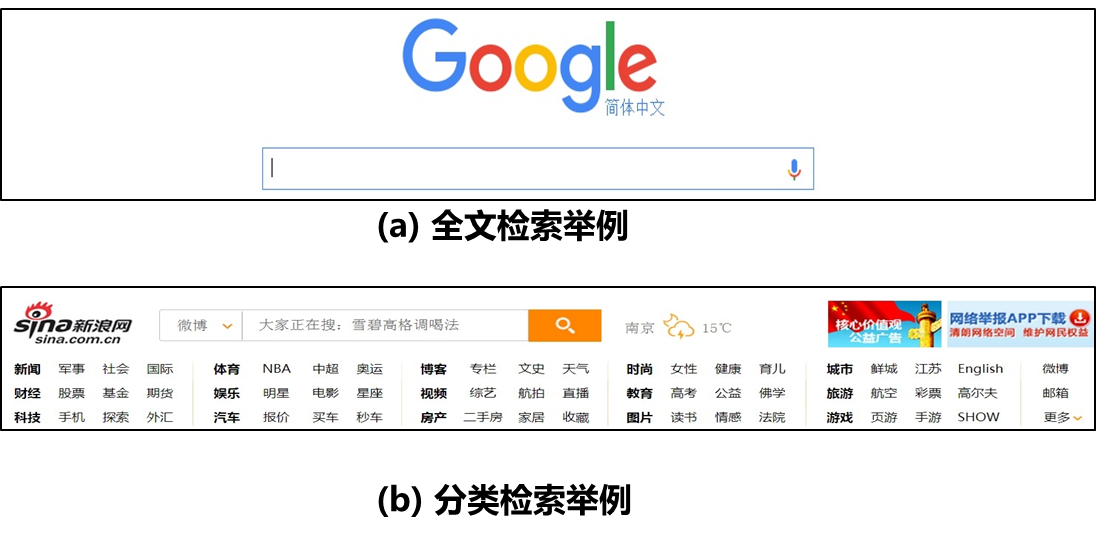 Google
简体中文
(a) 全文检索举例
sina新浪网
sina.com.cn
微博 大家正在搜：雪碧高格调喝法
南京 15℃
核心价值观
公益广告
网络举报APP下载
清朗网络空间 维护网民权益
新闻 军事 社会 国际 体育 NBA 中超 奥运 博客 专栏 文史 天气 时尚 女性 健康 育儿 城市 鲜城 江苏 English 微博
财经 股票 基金 期货 娱乐 明星 电影 星座 视频 综艺 航拍 直播 教育 高考 公益 佛学 旅游 航空 彩票 高尔夫 邮箱
科技 手机 探索 外汇 汽车 报价 买车 秒车 房产 二手房 家居 收藏 图片 读书 情感 法院 游戏 页游 手游 SHOW 更多
(b) 分类检索举例